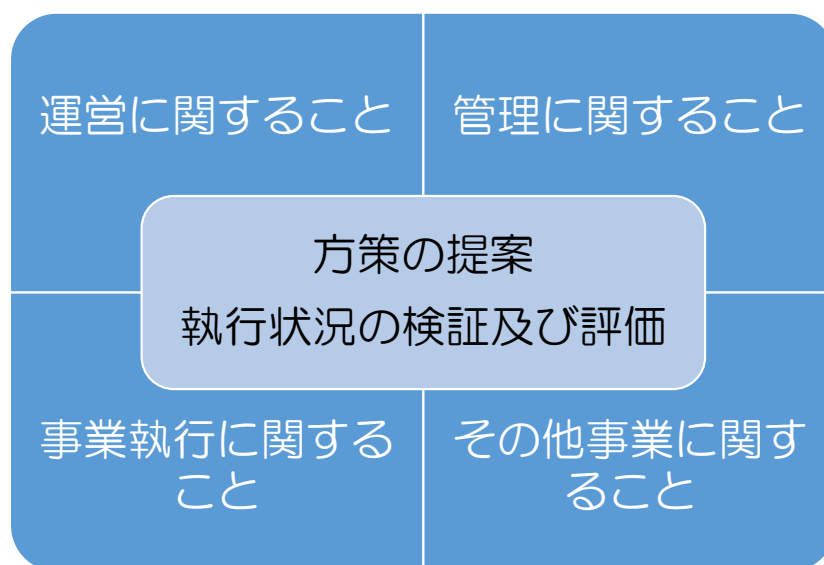 運営に関すること
管理に関すること
方策の提案
執行状況の検証及び評価
事業執行に関する
こと
その他事業に関す
ること